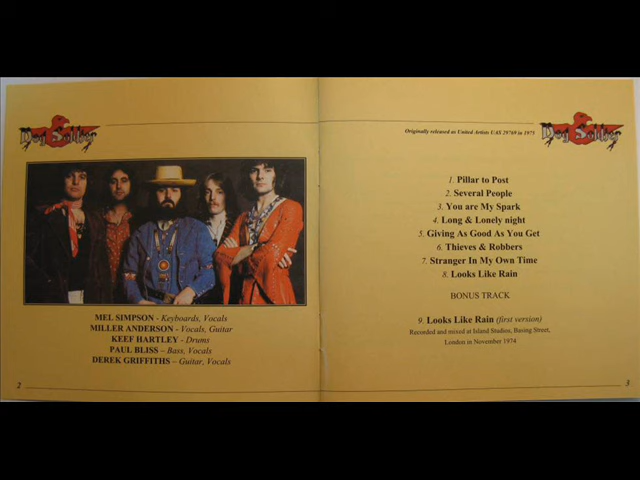 Dog Soldier
MEL SIMPSON - Keyboards, Vocals
MILLER ANDERSON - Vocals, Guitar
KEEF HARTLEY - Drums
PAUL BLISS – Bass, Vocals
DEREK GRIFFITHS – Guitar, Vocals
2
Originally released as United Artists UAS 29769 in 1975
Dog Soldier
1. Pillar to Post
2. Several People
3. You are My Spark
4. Long & Lonely night
5. Giving As Good As You Get
6. Thieves & Robbers
7. Stranger In My Own Time
8. Looks Like Rain
BONUS TRACK
9. Looks Like Rain (first version)
Recorded and mixed at Island Studios, Basing Street,
London in November 1974
3